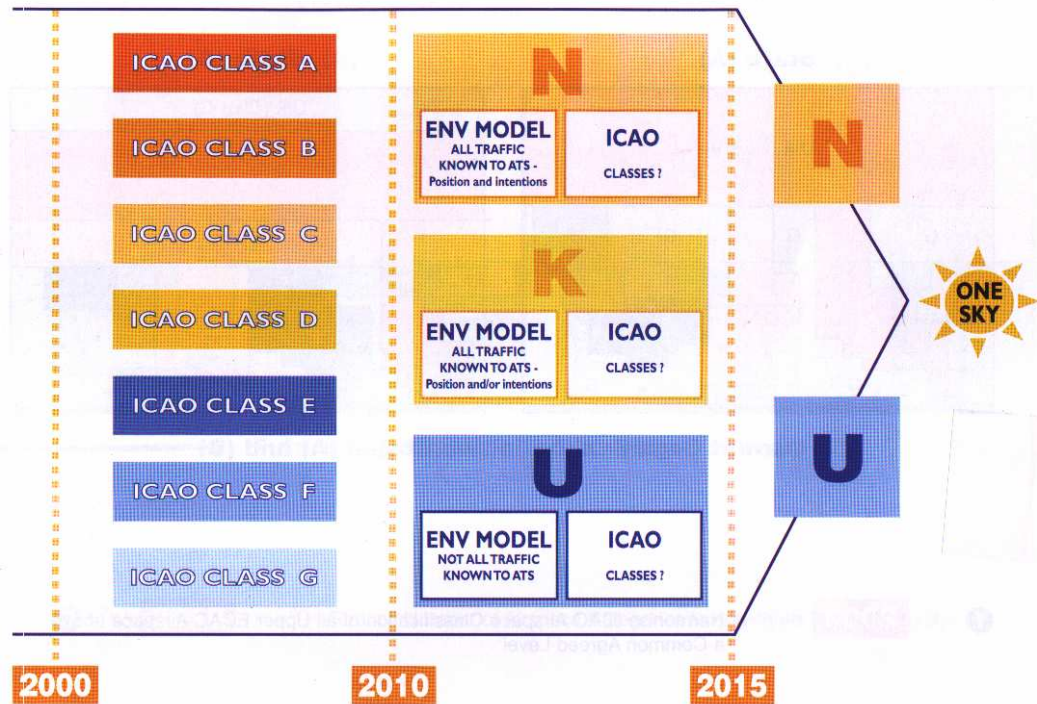 ICAO CLASS A
ICAO CLASS B
ICAO CLASS C
ICAO CLASS D
ICAO CLASS E
ICAO CLASS F
ICAO CLASS G
N
ENV MODEL
ALL TRAFFIC
KNOWN TO ATS -
Position and intentions
ICAO
CLASSES ?
K
ENV MODEL
ALL TRAFFIC
KNOWN TO ATS -
Position and/or intentions
ICAO
CLASSES ?
U
ENV MODEL
NOT ALL TRAFFIC
KNOWN TO ATS
ICAO
CLASSES ?
N
U
ONE
SKY
2000
2010
2015